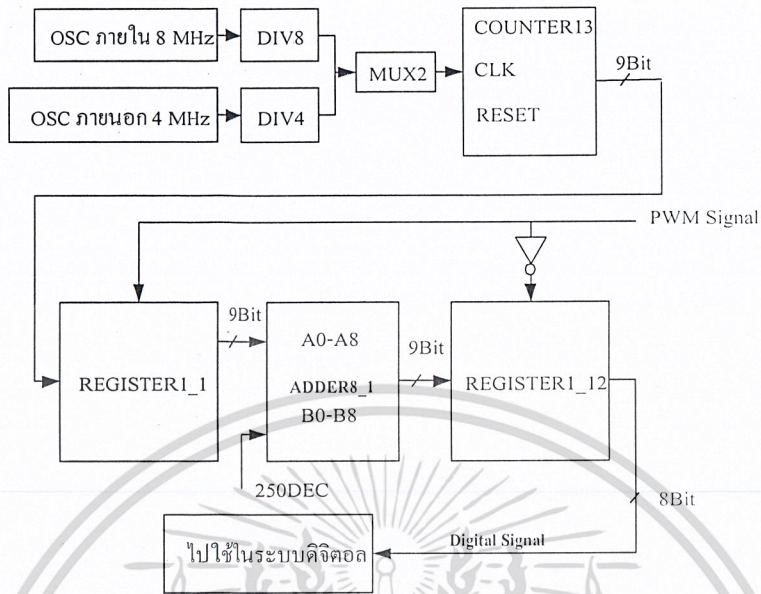 OSC ภายใน 8 MHz
DIV8
COUNTER13
MUX2
CLK
9Bit
OSC ภายนอก 4 MHz
DIV4
RESET
PWM Signal
9Bit
A0-A8
9Bit
REGISTER1_1
ADDER8_1
REGISTER1_12
B0-B8
250DEC
8Bit
Digital Signal
ไปใช้ในระบบดิจิตอล